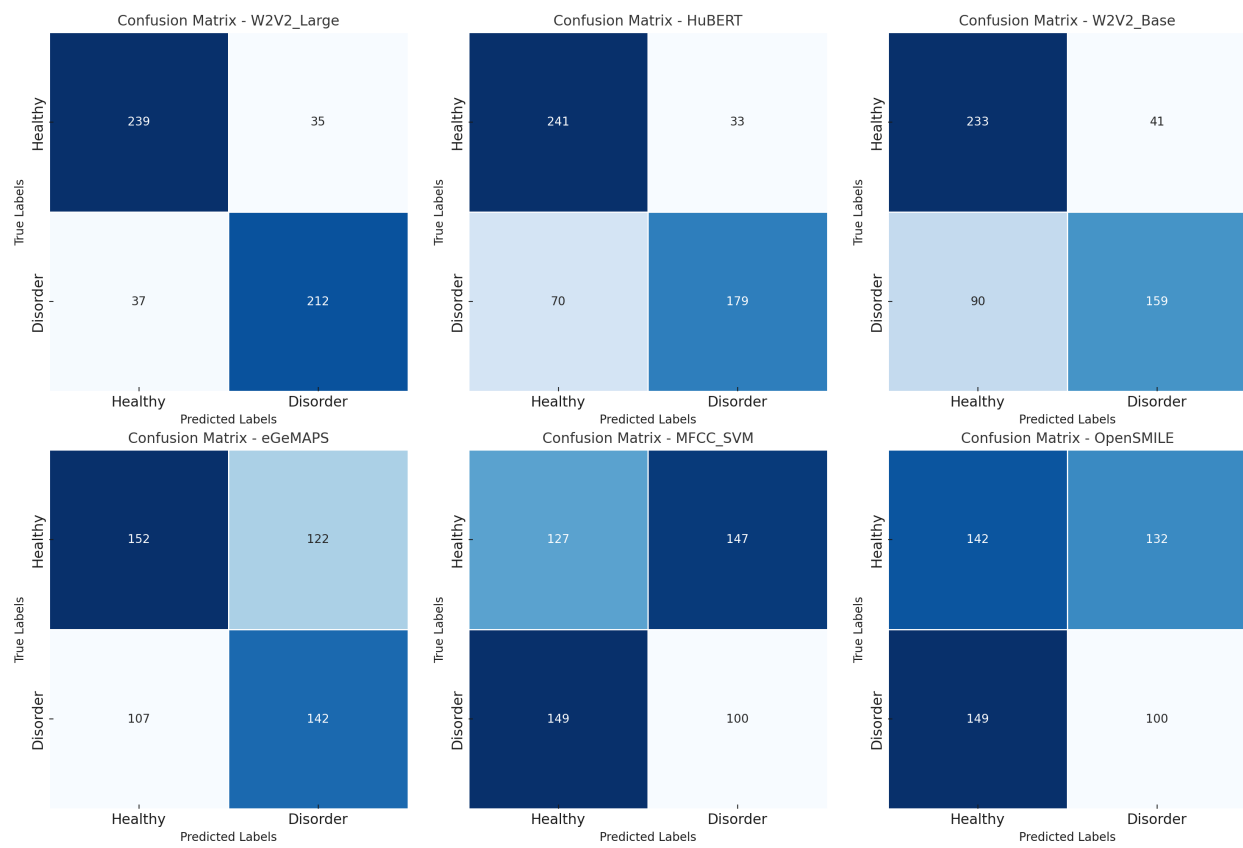 Confusion Matrix - W2V2_Large
Healthy
239
35
True Labels
Disorder
37
212
Healthy
Disorder
Predicted Labels
Confusion Matrix - HuBERT
Healthy
241
33
True Labels
Disorder
70
179
Healthy
Disorder
Predicted Labels
Confusion Matrix - W2V2_Base
Healthy
233
41
True Labels
Disorder
90
159
Healthy
Disorder
Predicted Labels
Confusion Matrix - eGeMAPS
Healthy
152
122
True Labels
Disorder
107
142
Healthy
Disorder
Predicted Labels
Confusion Matrix - MFCC_SVM
Healthy
127
147
True Labels
Disorder
149
100
Healthy
Disorder
Predicted Labels
Confusion Matrix - OpenSMILE
Healthy
142
132
True Labels
Disorder
149
100
Healthy
Disorder
Predicted Labels